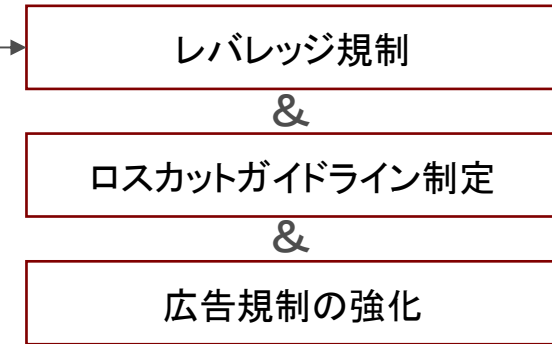 レバレッジ規制
&
ロスカットガイドライン制定
&
広告規制の強化